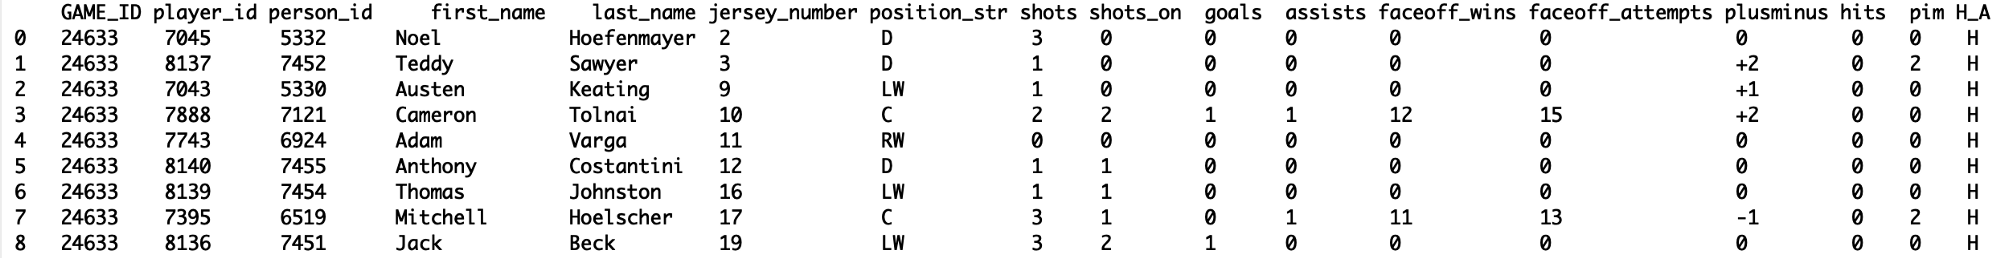 GAME_ID player_id person_id first_name last_name jersey_number position_str shots shots_on goals assists faceoff_wins faceoff_attempts plusminus hits pim H_A
0 24633 7045 5332 Noel Hoefenmayer 2 D 3 0 0 0 0 0 0 0 0 H
1 24633 8137 7452 Teddy Sawyer 3 D 1 0 0 0 0 0 +2 0 2 H
2 24633 7043 5330 Austen Keating 9 LW 1 0 0 0 0 0 +1 0 0 H
3 24633 7888 7121 Cameron Tolnai 10 C 2 2 1 1 12 15 +2 0 0 H
4 24633 7743 6924 Adam Varga 11 RW 0 0 0 0 0 0 0 0 0 H
5 24633 8140 7455 Anthony Costantini 12 D 1 1 0 0 0 0 0 0 0 H
6 24633 8139 7454 Thomas Johnston 16 LW 1 1 0 0 0 0 0 0 0 H
7 24633 7395 6519 Mitchell Hoelscher 17 C 3 1 0 1 11 13 -1 0 2 H
8 24633 8136 7451 Jack Beck 19 LW 3 2 1 0 0 0 0 0 0 H